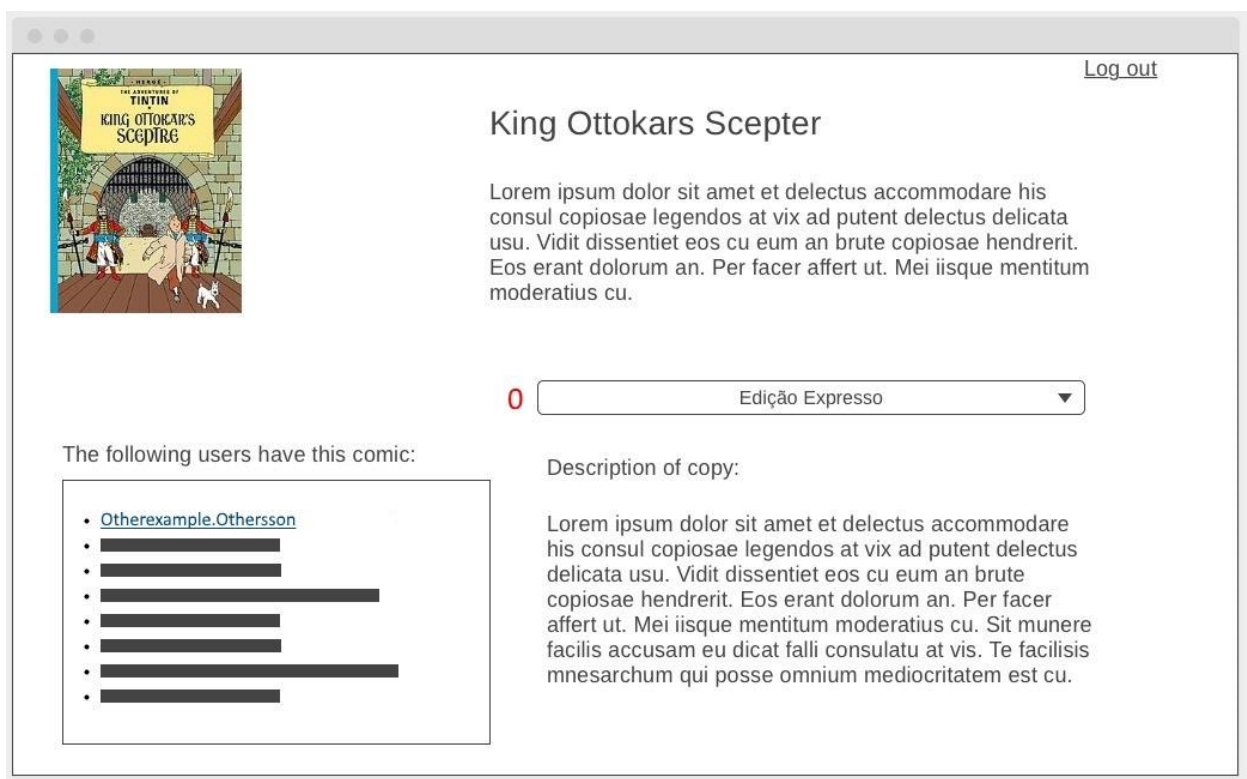 Log out
HERGÉ
THE ADVENTURES OF
TINTIN
KING OTTOKAR'S
SCEPTRE
King Ottokars Scepter
Lorem ipsum dolor sit amet et delectus accommodare his
consul copiosae legendos at vix ad putent delectus delicata
usu. Vidit dissentiet eos cu eum an brute copiosae hendrerit.
Eos erant dolorum an. Per facer affert ut. Mei iisque mentitum
moderatius cu.
0
Edição Expresso
The following users have this comic:
Otherexample.Othersson
Description of copy:
Lorem ipsum dolor sit amet et delectus accommodare
his consul copiosae legendos at vix ad putent delectus
delicata usu. Vidit dissentiet eos cu eum an brute
copiosae hendrerit. Eos erant dolorum an. Per facer
affert ut. Mei iisque mentitum moderatius cu. Sit munere
facilis accusam eu dicat falli consulatu at vis. Te facilisis
mnesarchum qui posse omnium mediocritatem est cu.